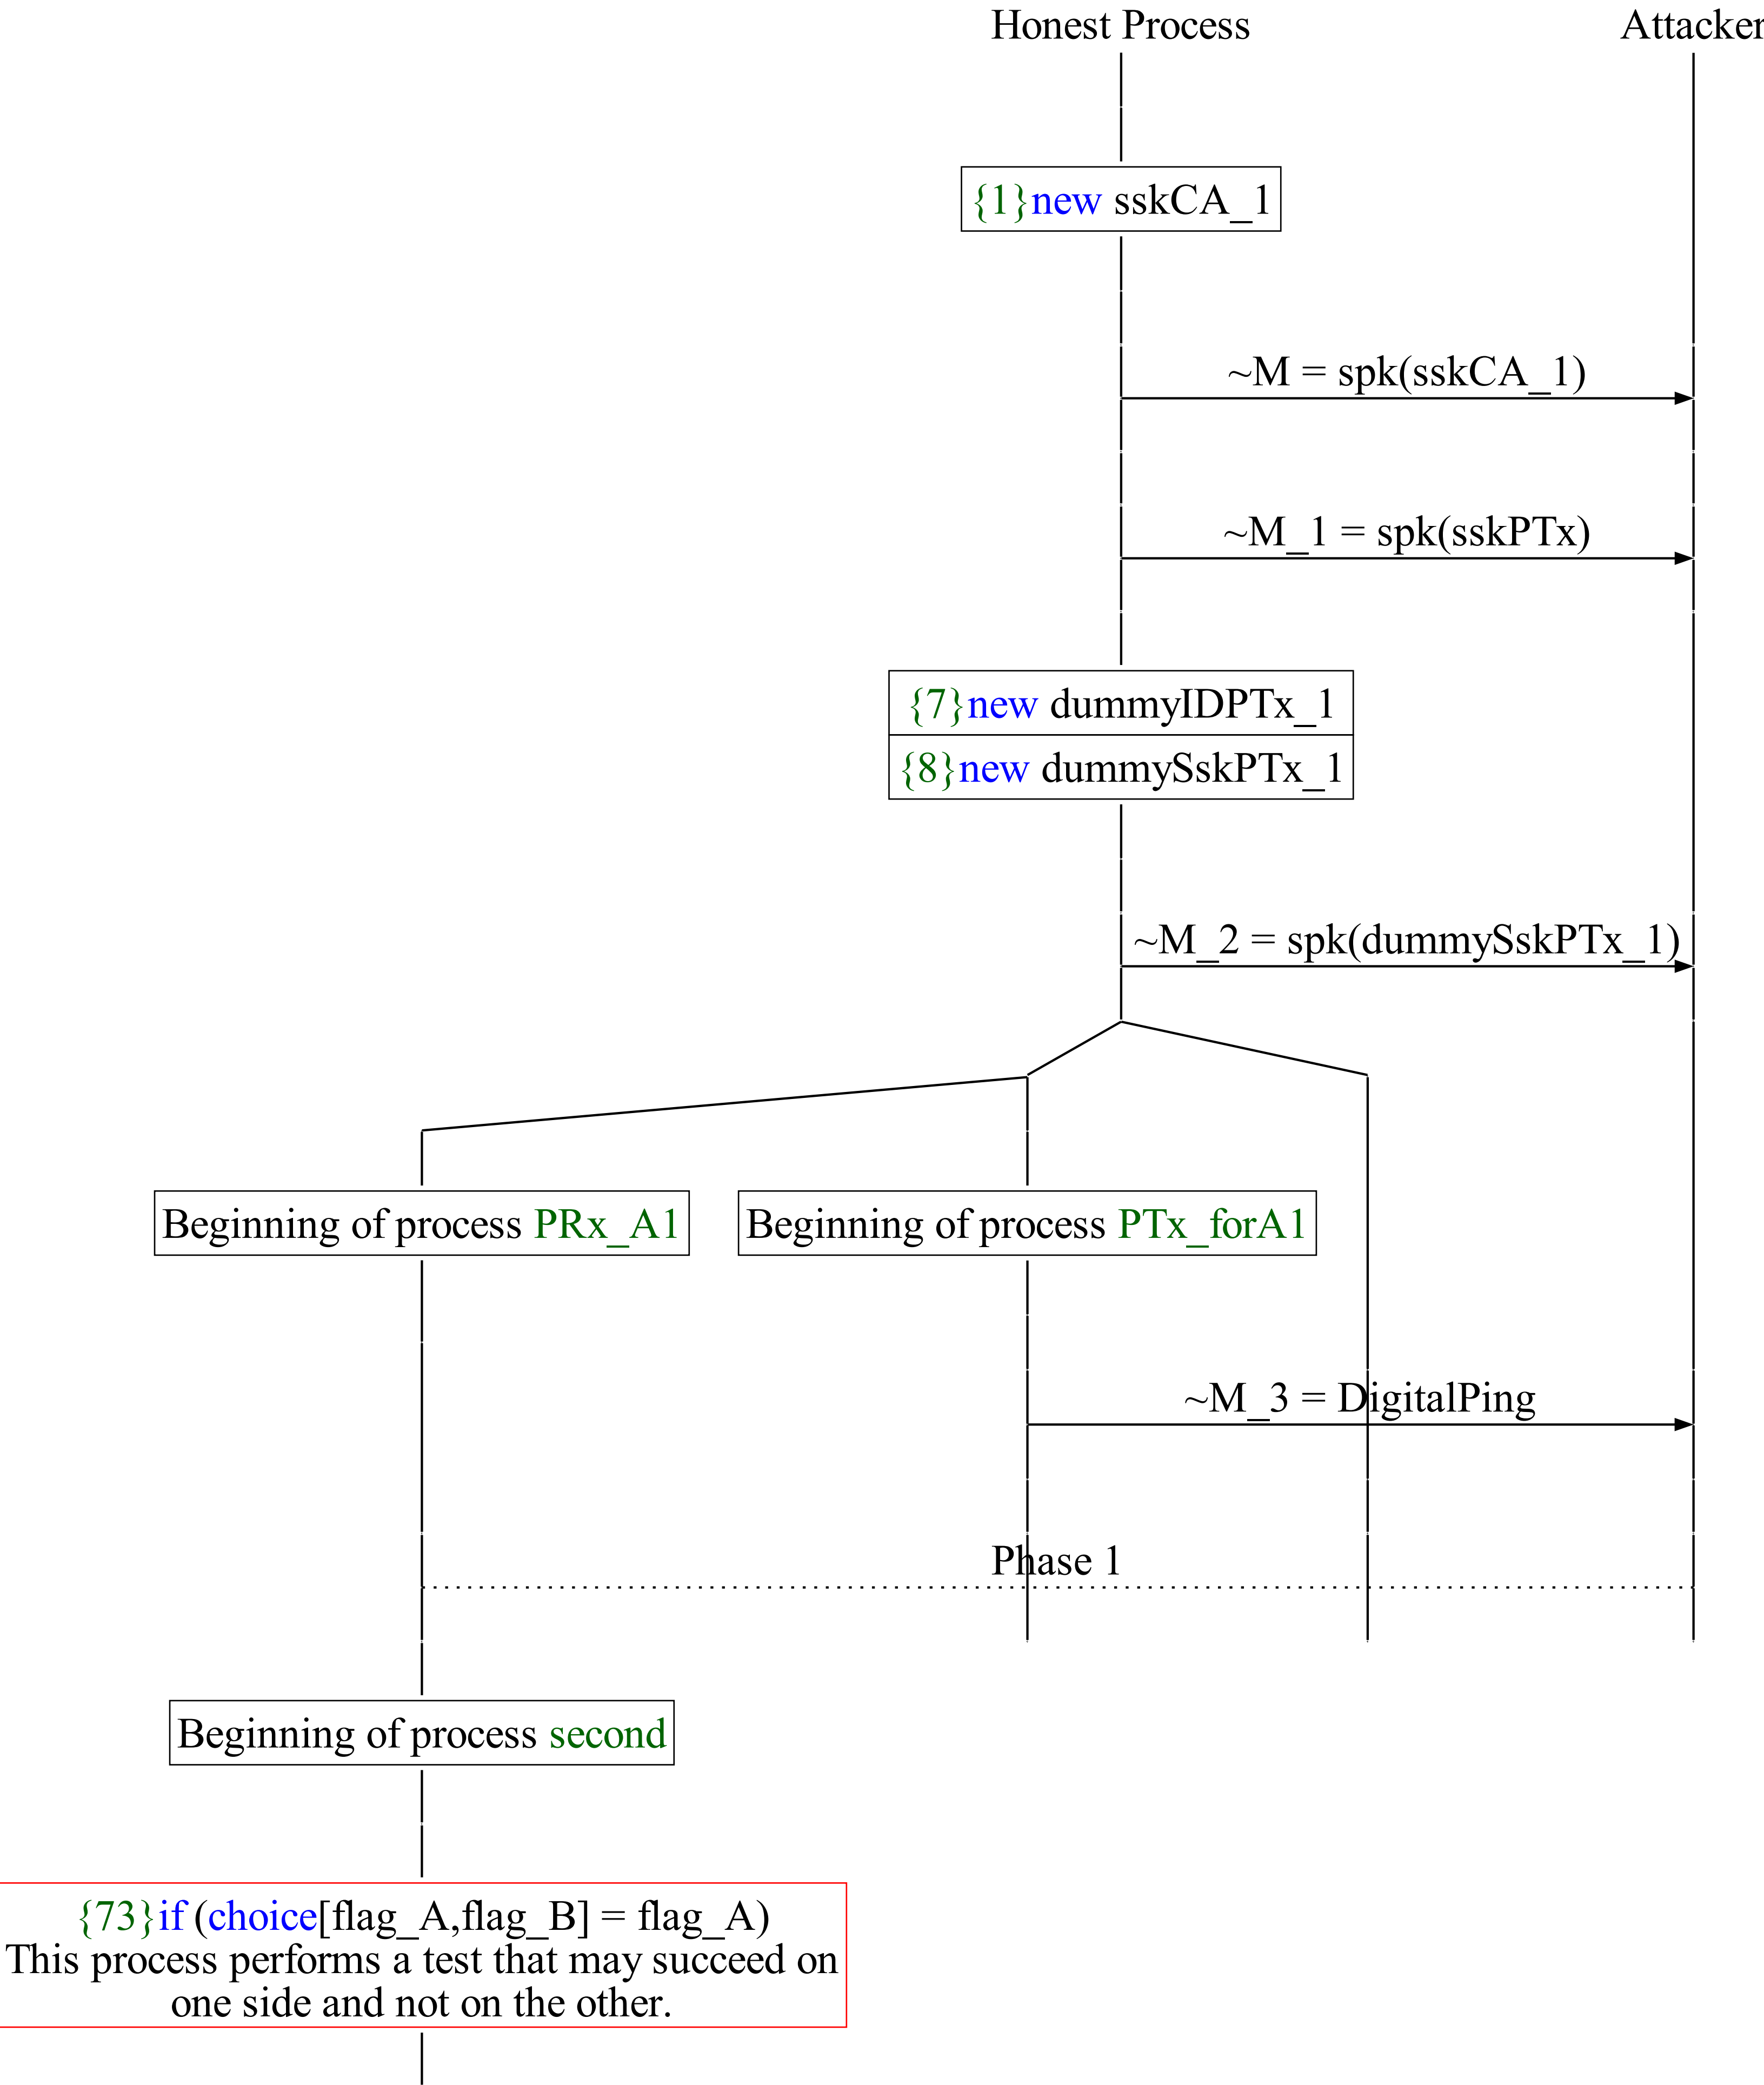 Honest Process
Attacker
{1}new sskCA_1
~M = spk(sskCA_1)
~M_1 = spk(sskPTx)
{7}new dummyIDPTx_1
{8}new dummySskPTx_1
~M_2 = spk(dummySskPTx_1)
Beginning of process PRx_A1
Beginning of process PTx_forA1
~M_3 = DigitalPing
Phase 1
Beginning of process second
{73}if (choice[flag_A,flag_B] = flag_A)
This process performs a test that may succeed on
one side and not on the other.